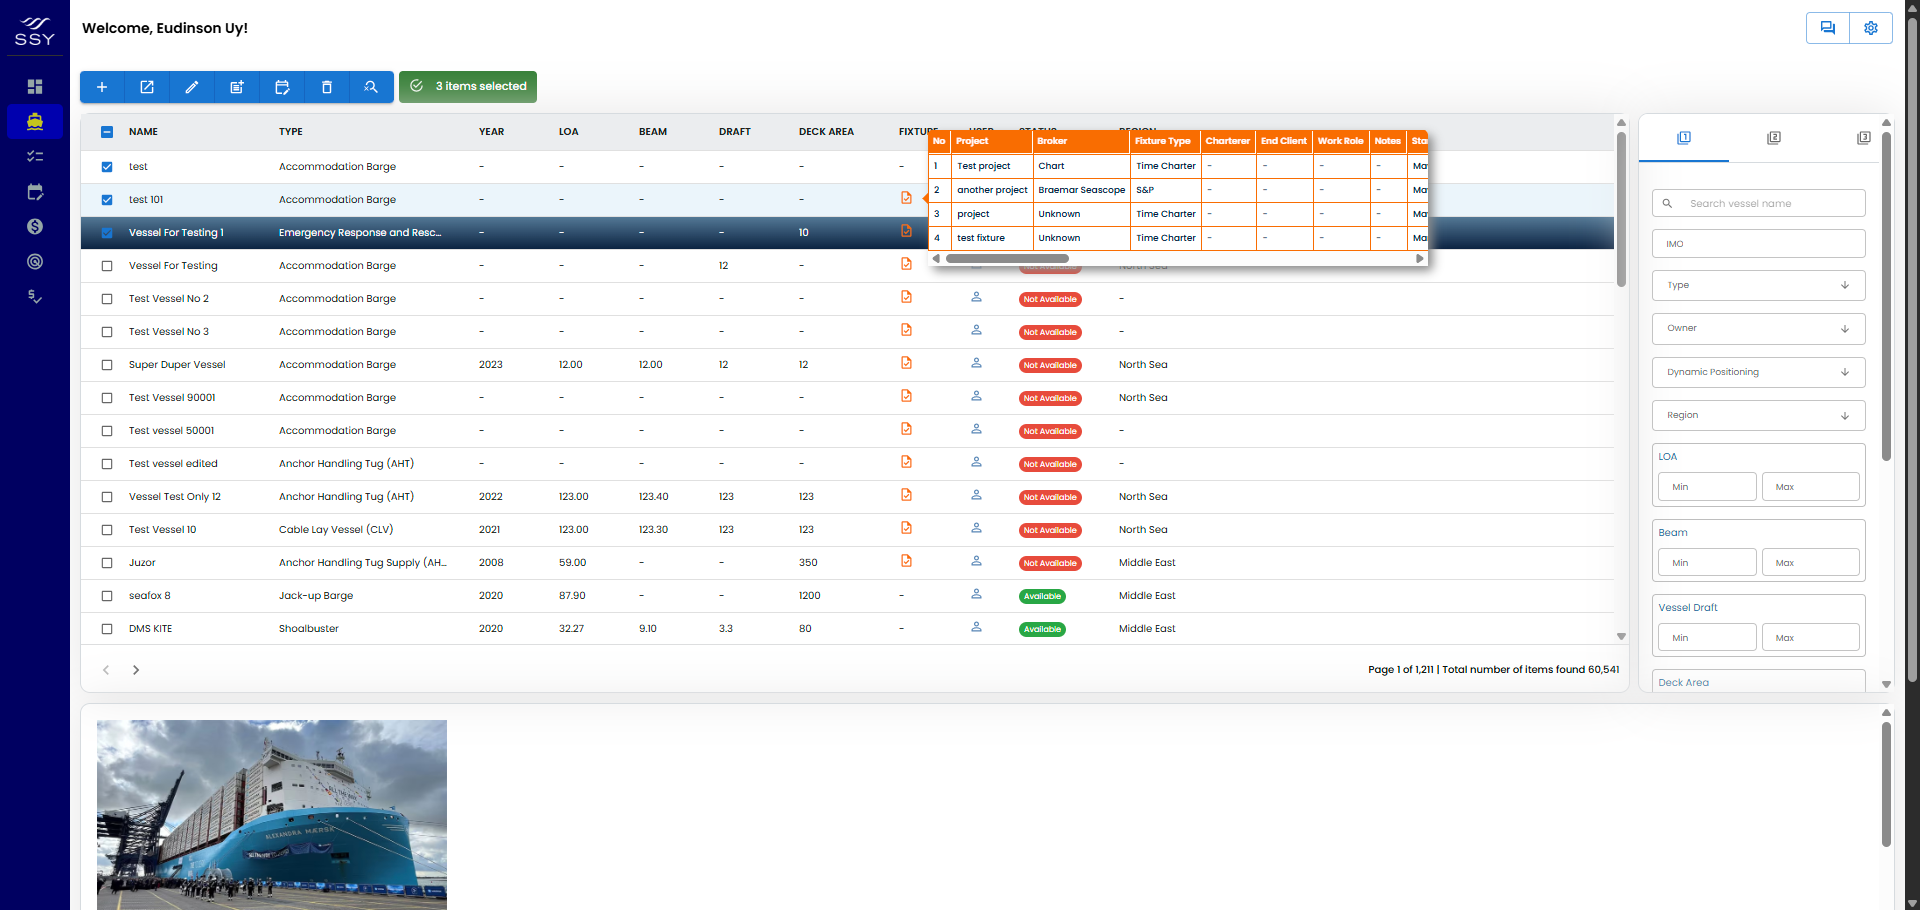 SSY
Welcome, Eudinson Uy!
3 items selected
NAME TYPE YEAR LOA BEAM DRAFT DECK AREA FIXTURE
test Accommodation Barge - - - - - -
test 101 Accommodation Barge - - - - -
Vessel For Testing 1 Emergency Response and Resc... - - - - 10
Vessel For Testing Accommodation Barge - - - 12 - Not Available North Sea
Test Vessel No 2 Accommodation Barge - - - - - Not Available -
Test Vessel No 3 Accommodation Barge - - - - - Not Available -
Super Duper Vessel Accommodation Barge 2023 12.00 12.00 12 12 Not Available North Sea
Test Vessel 90001 Accommodation Barge - - - - - Not Available North Sea
Test vessel 50001 Accommodation Barge - - - - - Not Available -
Test vessel edited Anchor Handling Tug (AHT) - - - - - Not Available -
Vessel Test Only 12 Anchor Handling Tug (AHT) 2022 123.00 123.40 123 123 Not Available North Sea
Test Vessel 10 Cable Lay Vessel (CLV) 2021 123.00 123.30 123 123 Not Available North Sea
Juzor Anchor Handling Tug Supply (AH... 2008 59.00 - - 350 Not Available Middle East
seafox 8 Jack-up Barge 2020 87.90 - - 1200 - Available Middle East
DMS KITE Shoalbuster 2020 32.27 9.10 3.3 80 - Available Middle East
No Project Broker Fixture Type Charterer End Client Work Role Notes Sta
1 Test project Chart Time Charter - - - - Ma
2 another project Braemar Seascope S&P - - - - Ma
3 project Unknown Time Charter - - - - Ma
4 test fixture Unknown Time Charter - - - - Ma
Page 1 of 1,211 | Total number of items found 60,541
1 2 3
Search vessel name
IMO
Type
Owner
Dynamic Positioning
Region
LOA
Min Max
Beam
Min Max
Vessel Draft
Min Max
Deck Area
ALEXANDRA MÆRSK